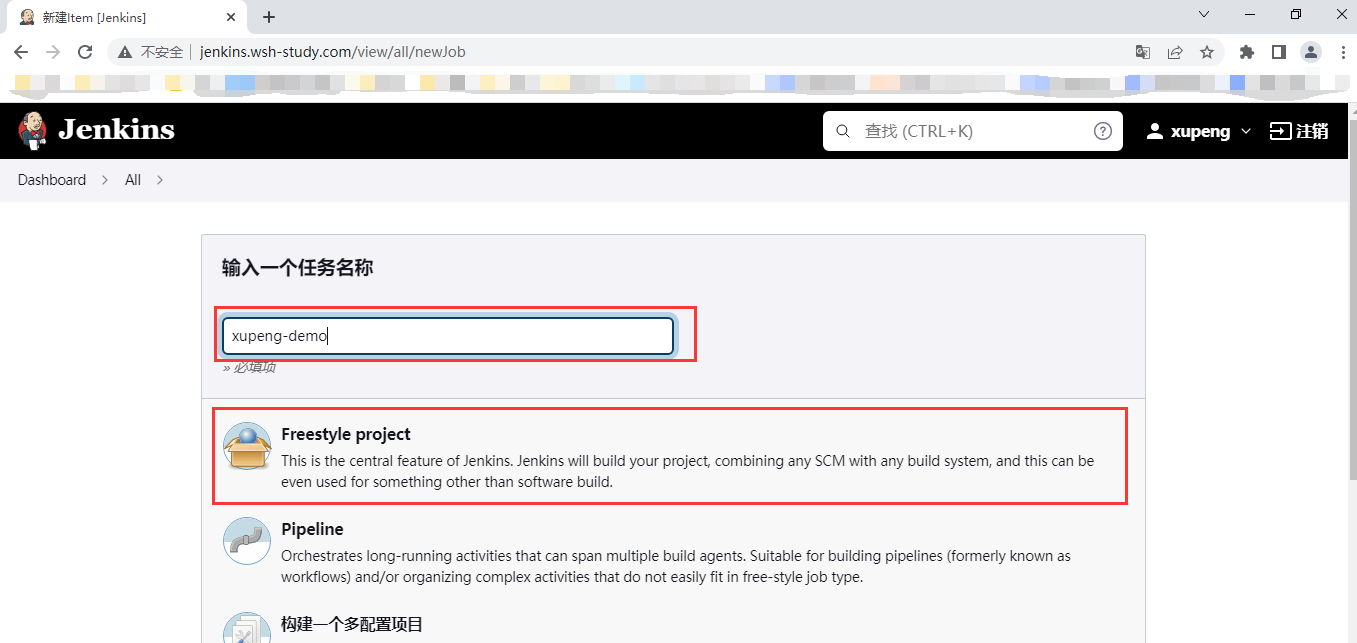 新建Item [Jenkins]
不安全 jenkins.wsh-study.com/view/all/newJob
Jenkins
查找 (CTRL+K)
xupeng
注销
Dashboard
All
输入一个任务名称
xupeng-demo
» 必填项
Freestyle project
This is the central feature of Jenkins. Jenkins will build your project, combining any SCM with any build system, and this can be
even used for something other than software build.
Pipeline
Orchestrates long-running activities that can span multiple build agents. Suitable for building pipelines (formerly known as
workflows) and/or organizing complex activities that do not easily fit in free-style job type.
构建一个多配置项目